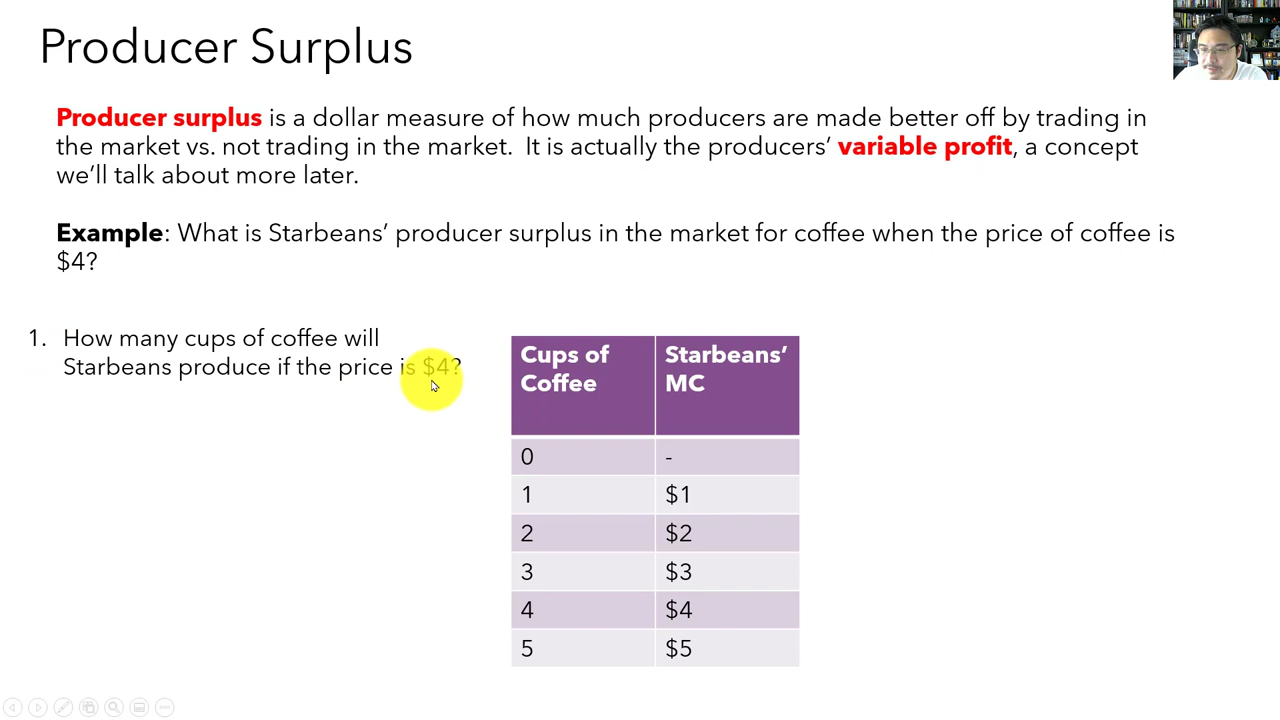 Producer Surplus
Producer surplus is a dollar measure of how much producers are made better off by trading in
the market vs. not trading in the market.  It is actually the producers’ variable profit, a concept
we’ll talk about more later.
Example: What is Starbeans’ producer surplus in the market for coffee when the price of coffee is
$4?
1. How many cups of coffee will
Starbeans produce if the price is $4?
Cups of Coffee	Starbeans’ MC
0	-
1	$1
2	$2
3	$3
4	$4
5	$5